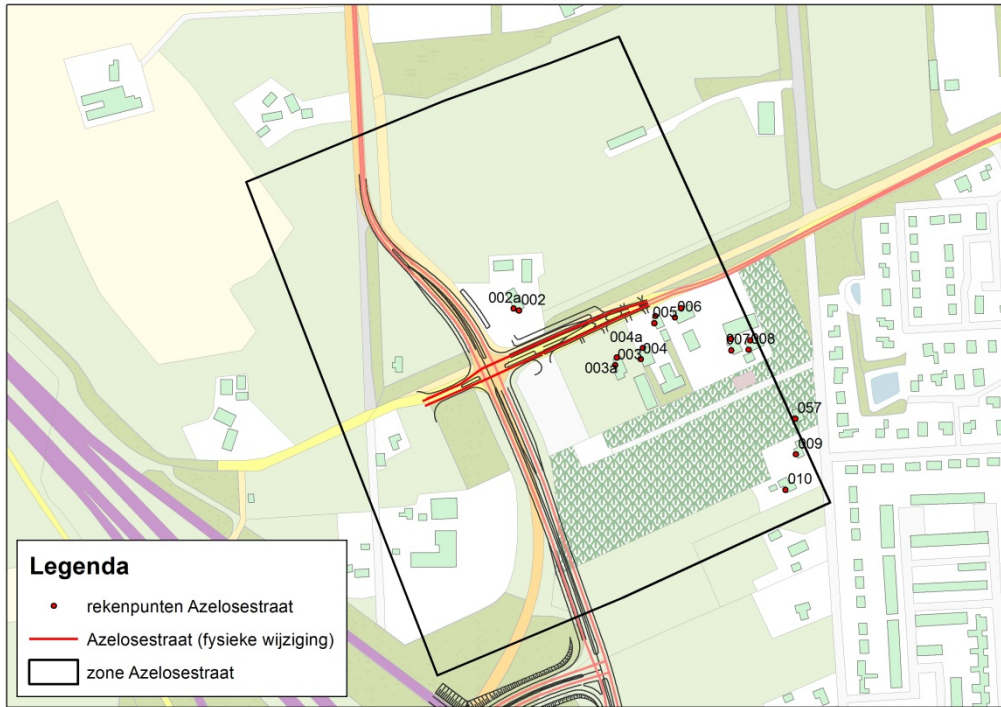 002a 002
005 006
004a
003 004
003a
007 008
057
009
010
Legenda
rekenpunten Azelosestraat
Azelosestraat (fysieke wijziging)
zone Azelosestraat